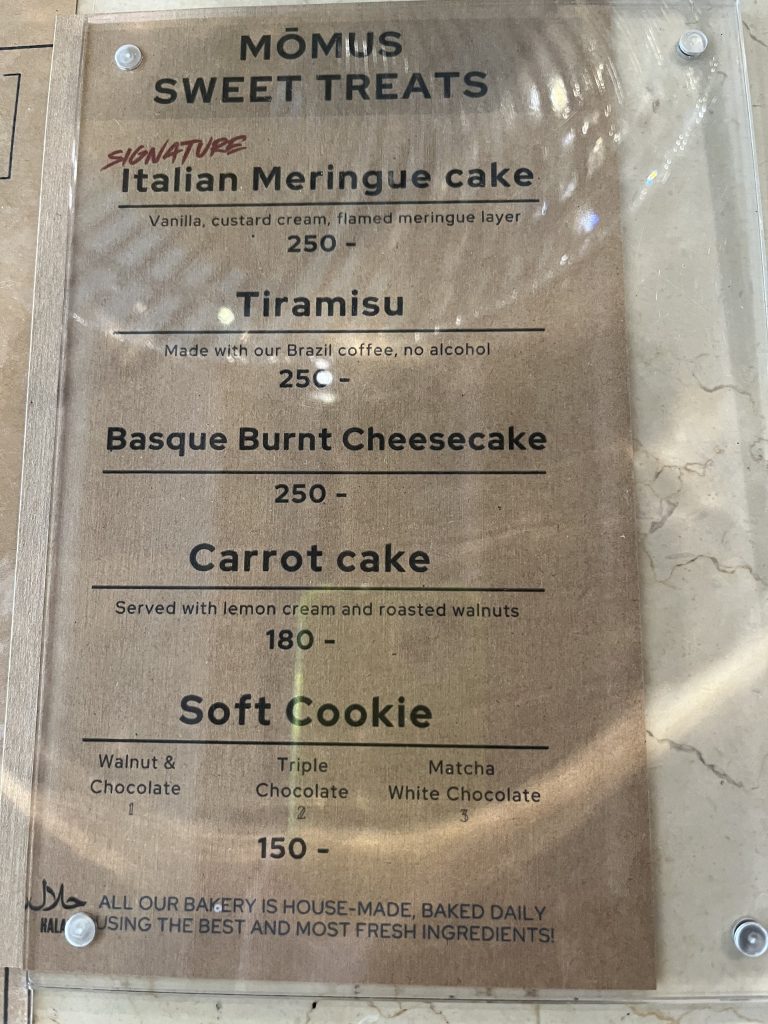 MŌMUS
SWEET TREATS
SIGNATURE
Italian Meringue cake
Vanilla, custard cream, flamed meringue layer
250 -
Tiramisu
Made with our Brazil coffee, no alcohol
250 -
Basque Burnt Cheesecake
250 -
Carrot cake
Served with lemon cream and roasted walnuts
180 -
Soft Cookie
Walnut & Triple Matcha
Chocolate Chocolate White Chocolate
1 2 3
150 -
حلال ALL OUR BAKERY IS HOUSE-MADE, BAKED DAILY
USING THE BEST AND MOST FRESH INGREDIENTS!